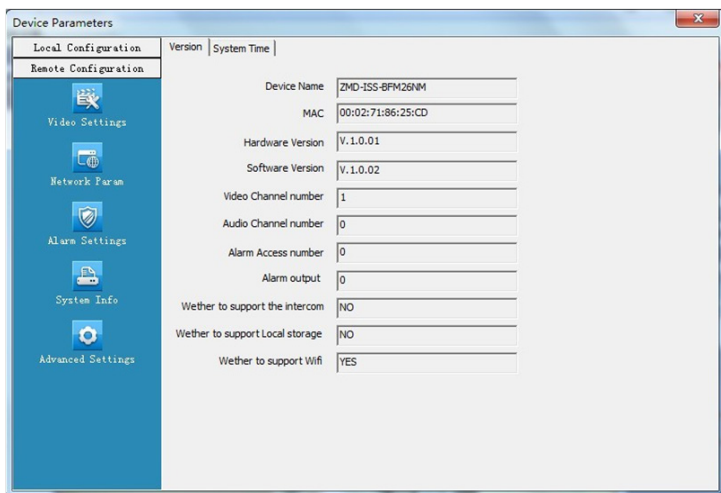 Device Parameters
Local Configuration
Remote Configuration
Video Settings
Network Param
Alarm Settings
System Info
Advanced Settings
Version System Time
Device Name ZMD-ISS-BFM26NM
MAC 00:02:71:86:25:CD
Hardware Version V.1.0.01
Software Version V.1.0.02
Video Channel number 1
Audio Channel number 0
Alarm Access number 0
Alarm output 0
Wether to support the intercom NO
Wether to support Local storage NO
Wether to support Wifi YES